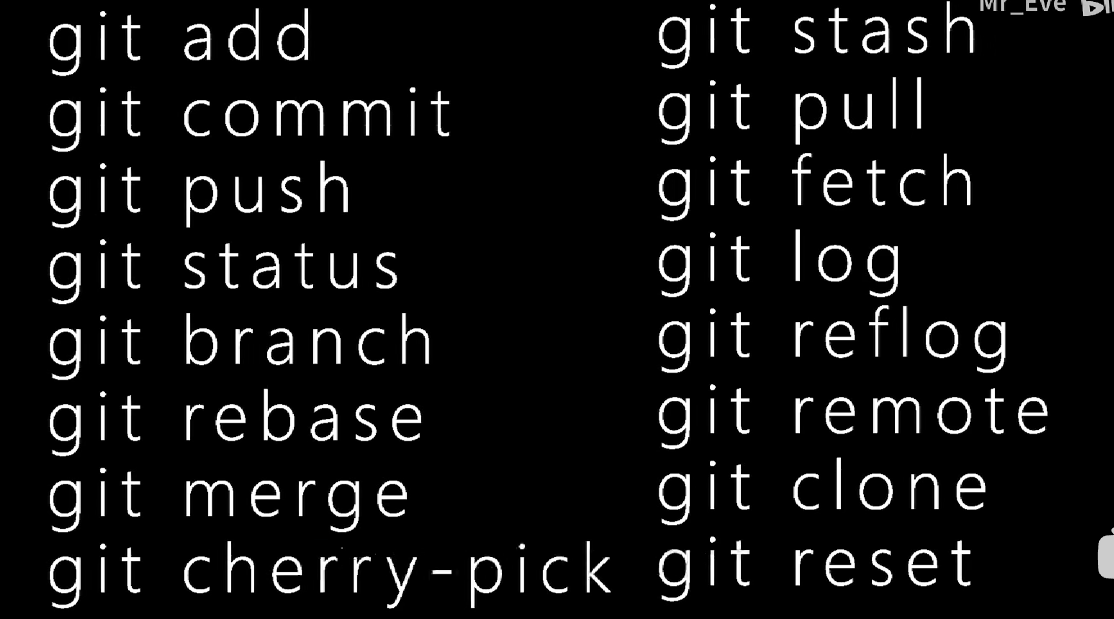 git add
git commit
git push
git status
git branch
git rebase
git merge
git cherry-pick
Mr_Eve
git stash
git pull
git fetch
git log
git reflog
git remote
git clone
git reset